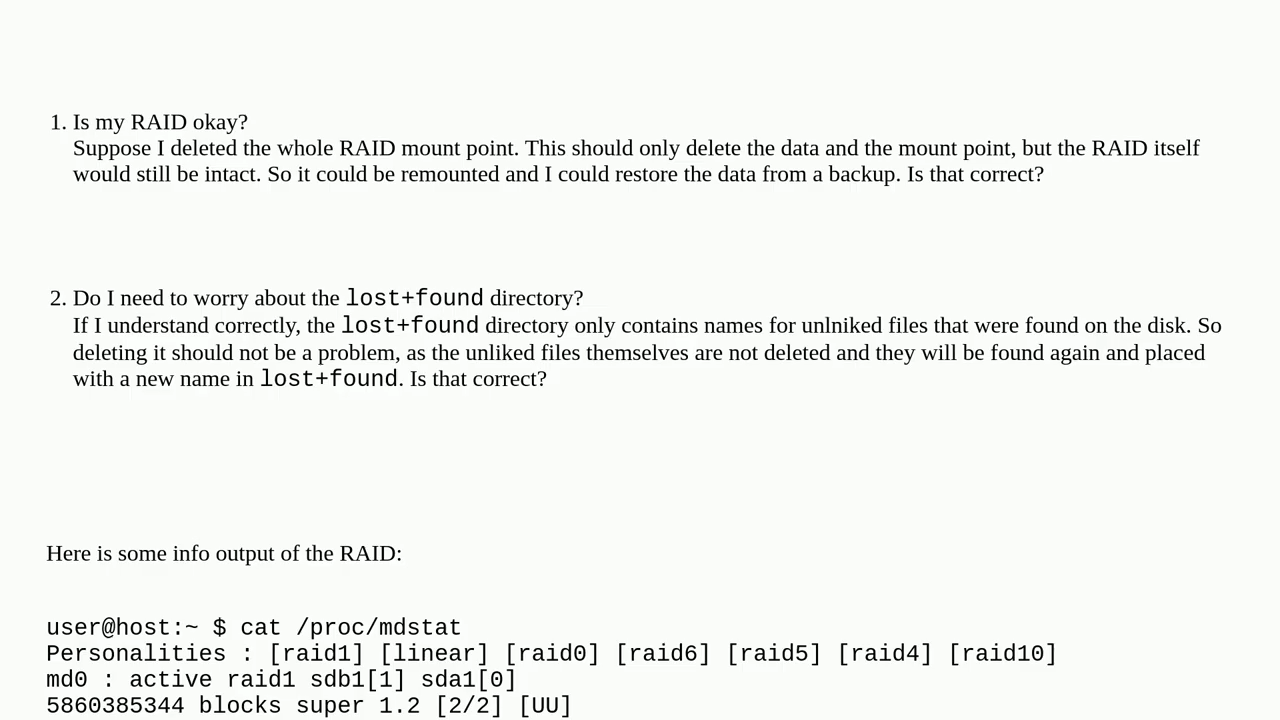 1. Is my RAID okay?
Suppose I deleted the whole RAID mount point. This should only delete the data and the mount point, but the RAID itself
would still be intact. So it could be remounted and I could restore the data from a backup. Is that correct?
2. Do I need to worry about the lost+found directory?
If I understand correctly, the lost+found directory only contains names for unlniked files that were found on the disk. So
deleting it should not be a problem, as the unliked files themselves are not deleted and they will be found again and placed
with a new name in lost+found. Is that correct?
Here is some info output of the RAID:
user@host:~ $ cat /proc/mdstat
Personalities : [raid1] [linear] [raid0] [raid6] [raid5] [raid4] [raid10]
md0 : active raid1 sdb1[1] sda1[0]
5860385344 blocks super 1.2 [2/2] [UU]